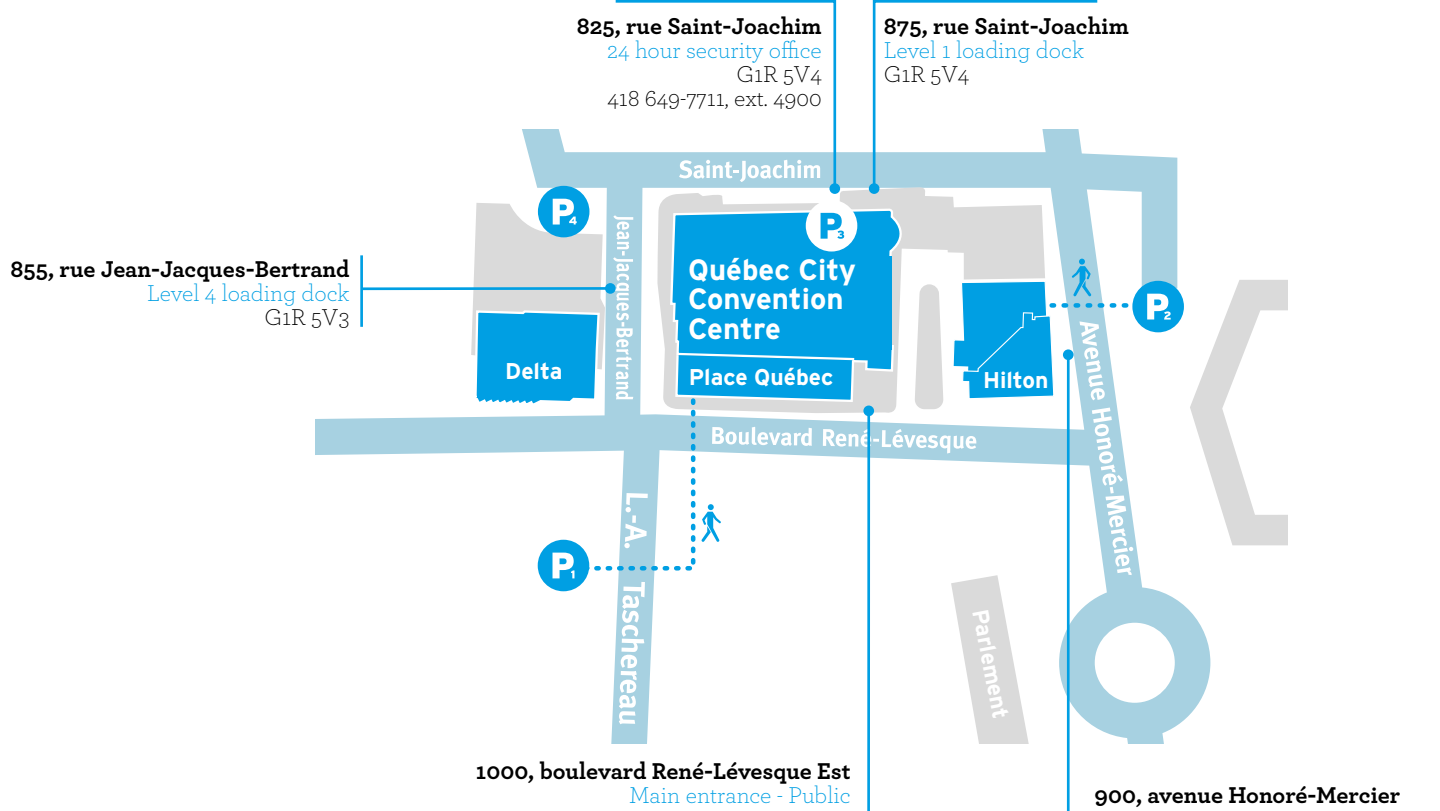 825, rue Saint-Joachim
24 hour security office
G1R 5V4
418 649-7711, ext. 4900
875, rue Saint-Joachim
Level 1 loading dock
G1R 5V4
Saint-Joachim
P4
Jean-Jacques-Bertrand
P3
855, rue Jean-Jacques-Bertrand
Level 4 loading dock
G1R 5V3
Québec City
Convention
Centre
P2
Delta
Place Québec
Hilton
Avenue Honoré-Mercier
Boulevard René-Lévesque
L.-A. Taschereau
P1
Parlement
1000, boulevard René-Lévesque Est
Main entrance - Public
900, avenue Honoré-Mercier